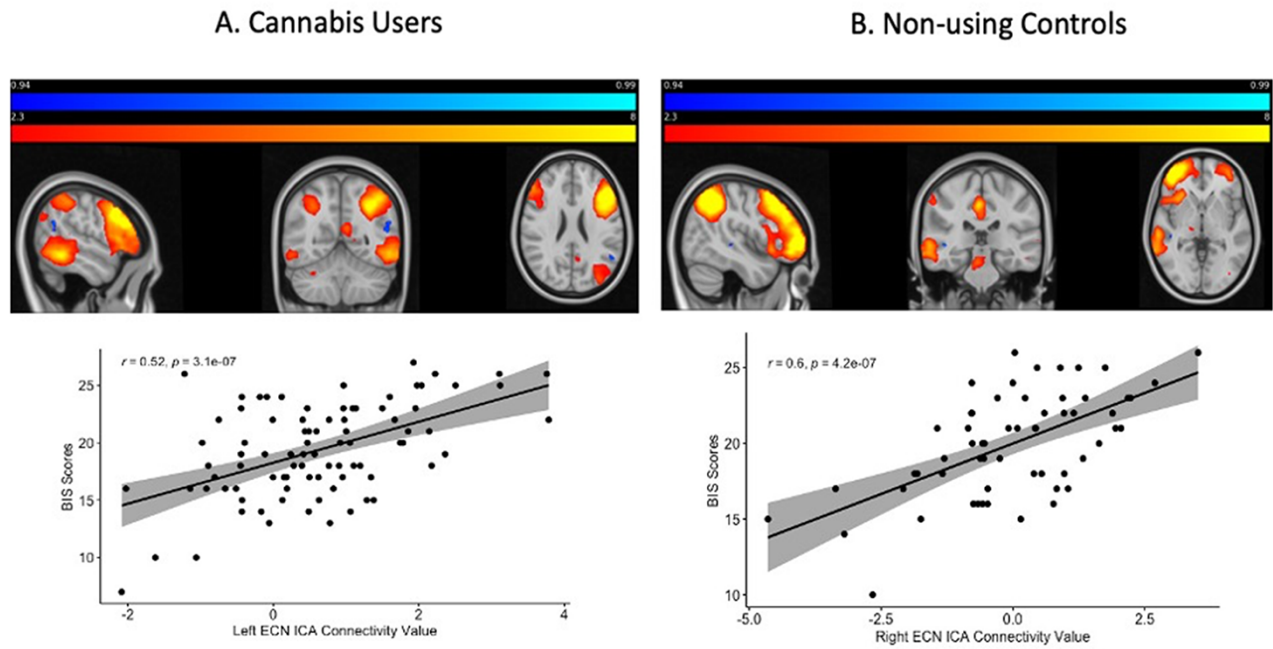 A. Cannabis Users
B. Non-using Controls
0.94 0.99
2.3 8
0.94 0.99
2.3 8
r = 0.52, p = 3.1e-07
25
20
15
10
BIS Scores
-2 0 2 4
Left ECN ICA Connectivity Value
r = 0.6, p = 4.2e-07
25
20
15
10
BIS Scores
-5.0 -2.5 0.0 2.5
Right ECN ICA Connectivity Value